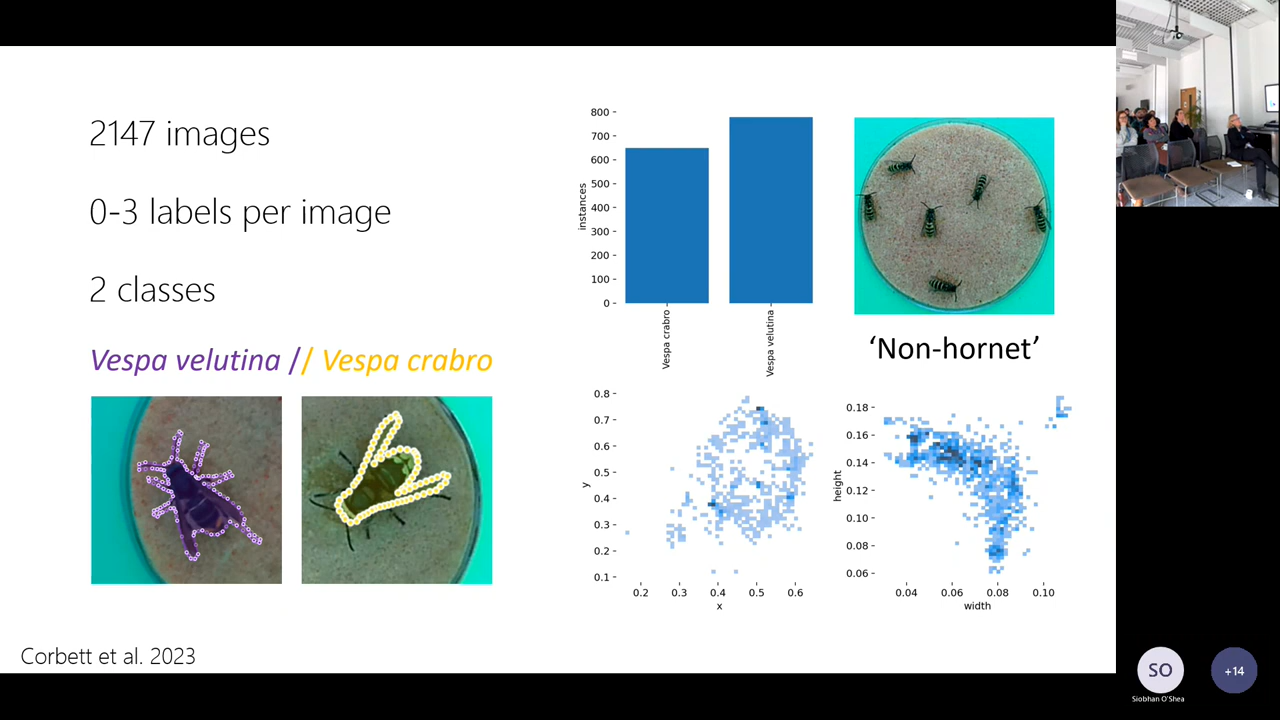 2147 images
0-3 labels per image
2 classes
Vespa velutina // Vespa crabro
Corbett et al. 2023
800
700
600
500
400
300
200
100
0
instances
Vespa crabro
Vespa velutina
'Non-hornet'
0.8
0.7
0.6
0.5
0.4
0.3
0.2
0.1
y
0.2 0.3 0.4 0.5 0.6
x
0.18
0.16
0.14
0.12
0.10
0.08
0.06
height
0.04 0.06 0.08 0.10
width
SO
+14
Siobhan O'Shea